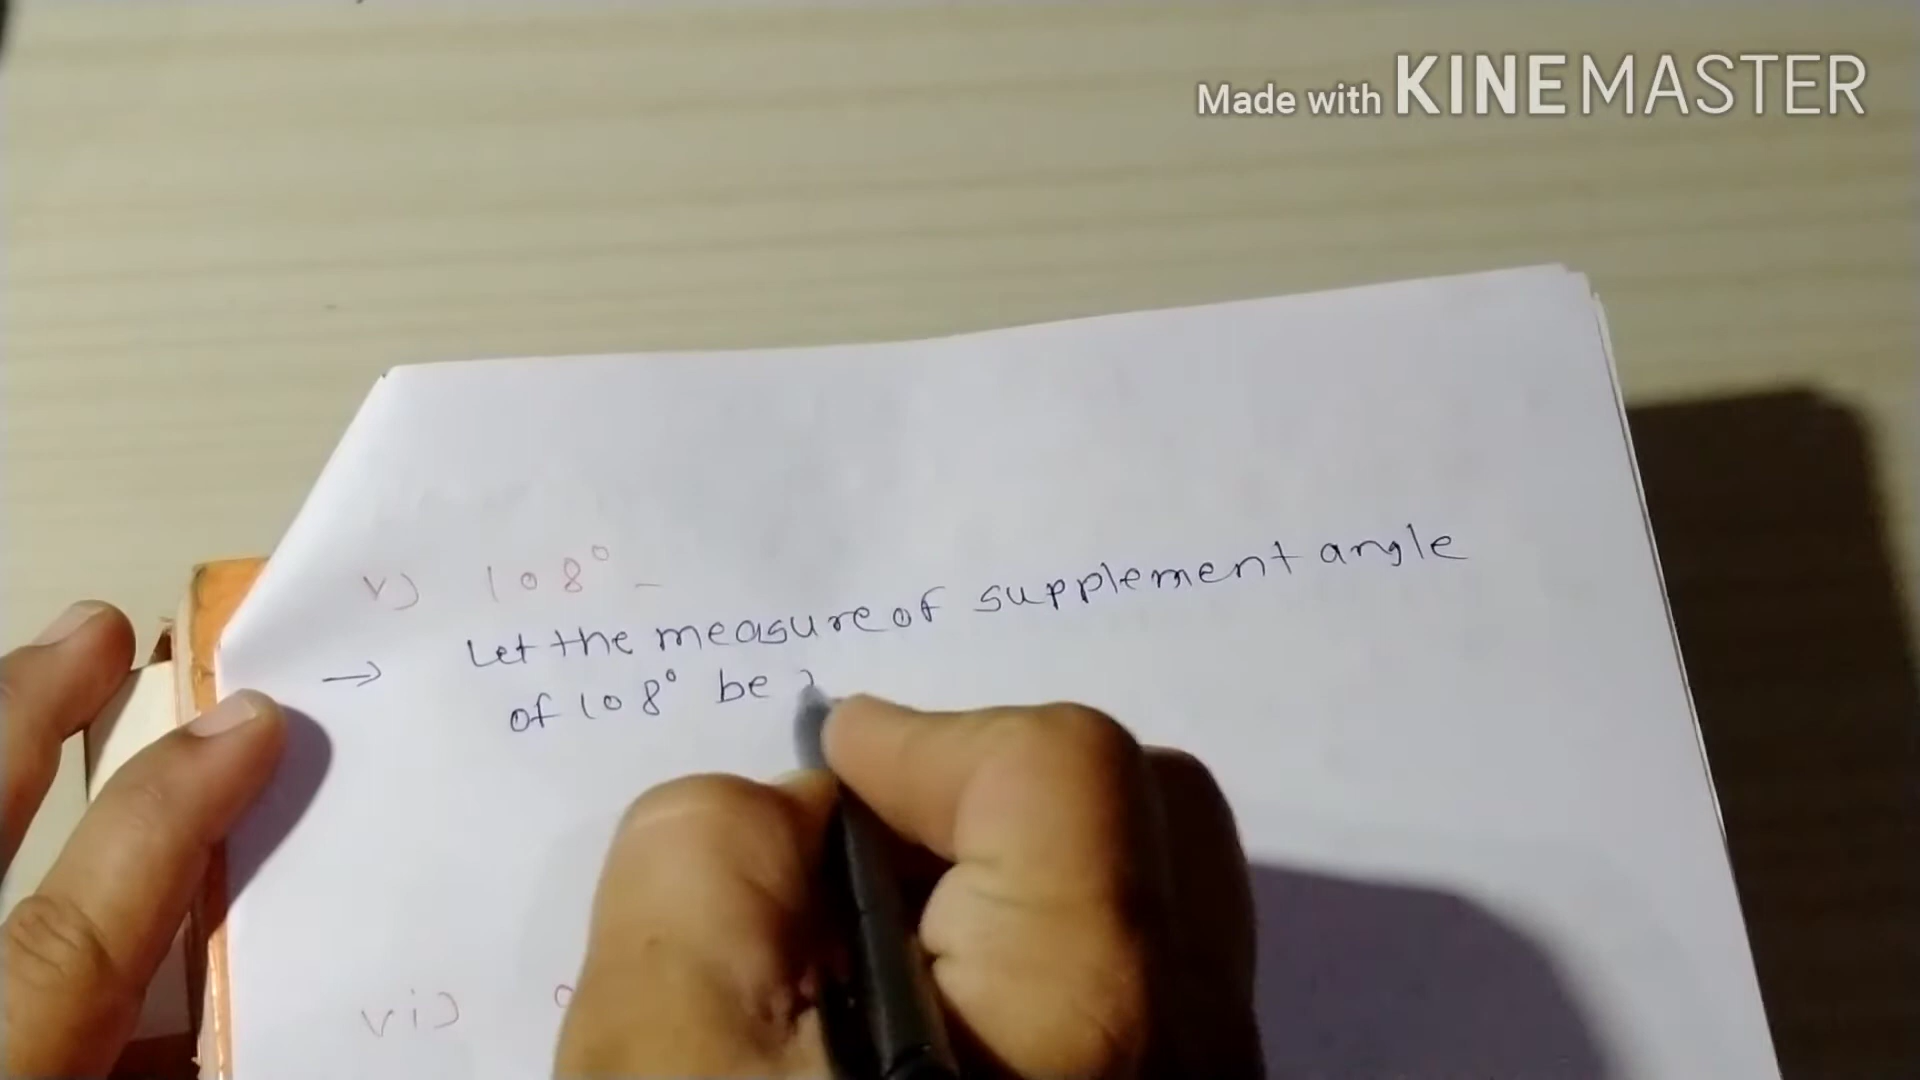 Made with KINEMASTER
v) 108° -
→ Let the measure of supplement angle
of 108° be
vi)